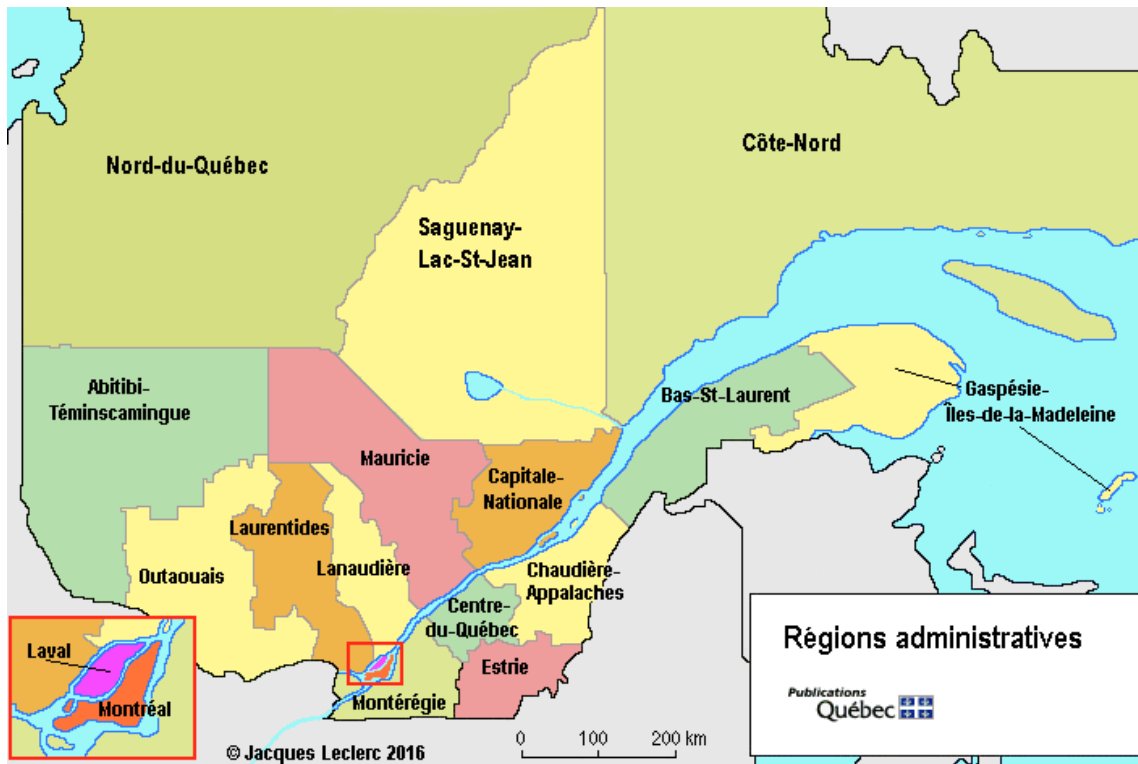 Nord-du-Québec
Côte-Nord
Saguenay-
Lac-St-Jean
Abitibi-
Téminscamingue
Bas-St-Laurent
Gaspésie-
Îles-de-la-Madeleine
Mauricie
Capitale-
Nationale
Laurentides
Outaouais
Lanaudière
Chaudière-
Appalaches
Centre-
du-Québec
Estrie
Montérégie
Laval
Montréal
Régions administratives
Publications
Québec
0 100 200 km
© Jacques Leclerc 2016